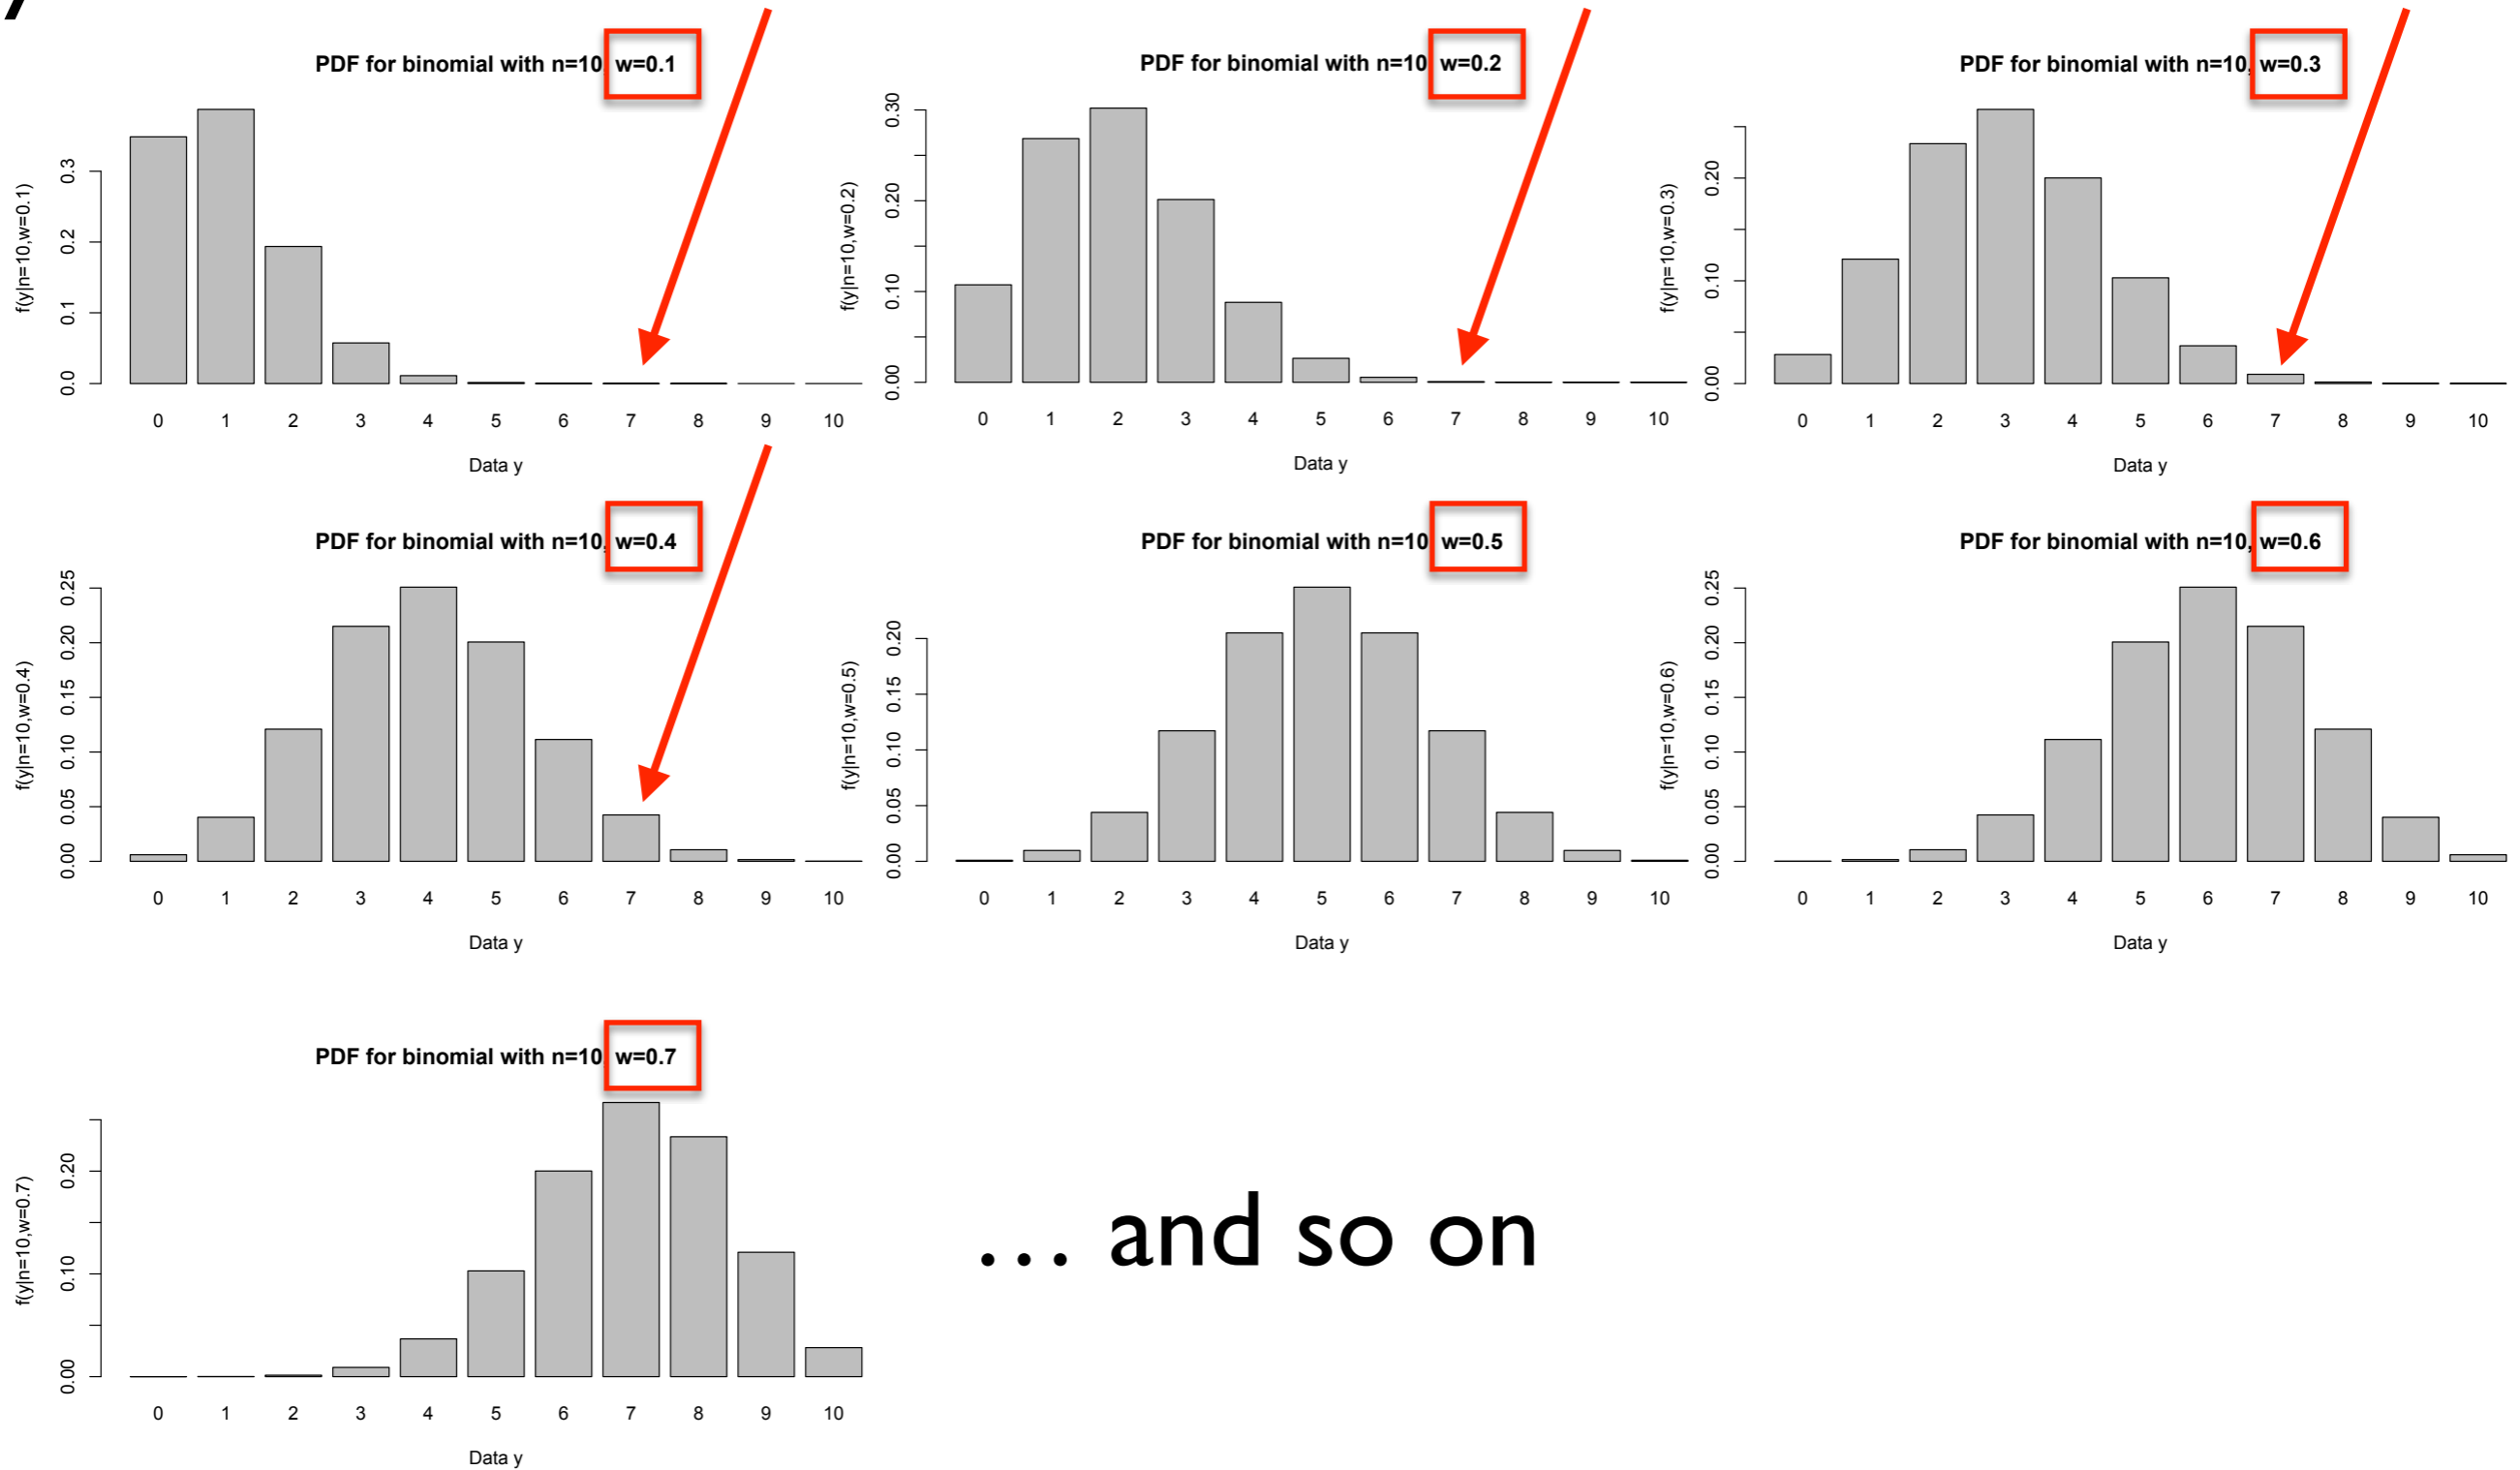 PDF for binomial with n=10, w=0.1
f(y|n=10,w=0.1)
0.0 0.1 0.2 0.3
0 1 2 3 4 5 6 7 8 9 10
Data y
PDF for binomial with n=10 w=0.2
f(y|n=10,w=0.2)
0.00 0.10 0.20 0.30
0 1 2 3 4 5 6 7 8 9 10
Data y
PDF for binomial with n=10, w=0.3
f(y|n=10,w=0.3)
0.00 0.10 0.20
0 1 2 3 4 5 6 7 8 9 10
Data y
PDF for binomial with n=10, w=0.4
f(y|n=10,w=0.4)
0.00 0.05 0.10 0.15 0.20 0.25
0 1 2 3 4 5 6 7 8 9 10
Data y
PDF for binomial with n=10 w=0.5
f(y|n=10,w=0.5)
0.00 0.05 0.10 0.15 0.20
0 1 2 3 4 5 6 7 8 9 10
Data y
PDF for binomial with n=10, w=0.6
f(y|n=10,w=0.6)
0.00 0.05 0.10 0.15 0.20 0.25
0 1 2 3 4 5 6 7 8 9 10
Data y
PDF for binomial with n=10, w=0.7
f(y|n=10,w=0.7)
0.00 0.10 0.20
0 1 2 3 4 5 6 7 8 9 10
Data y
... and so on